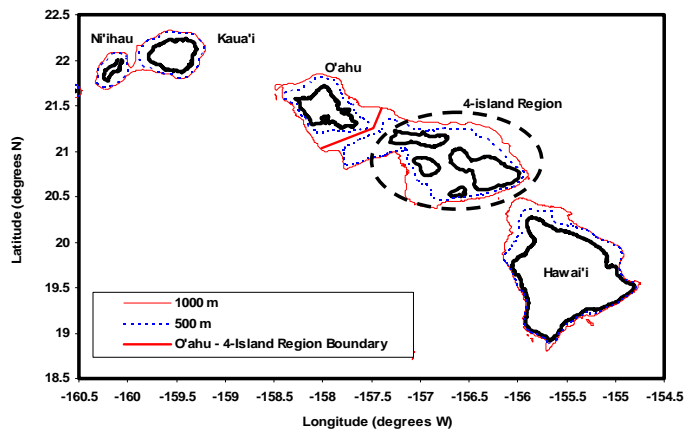 Ni'ihau
Kaua'i
O'ahu
4-island Region
Hawai'i
1000 m
500 m
O'ahu - 4-Island Region Boundary
Latitude (degrees N)
22.5
22
21.5
21
20.5
20
19.5
19
18.5
-160.5 -160 -159.5 -159 -158.5 -158 -157.5 -157 -156.5 -156 -155.5 -155 -154.5
Longitude (degrees W)